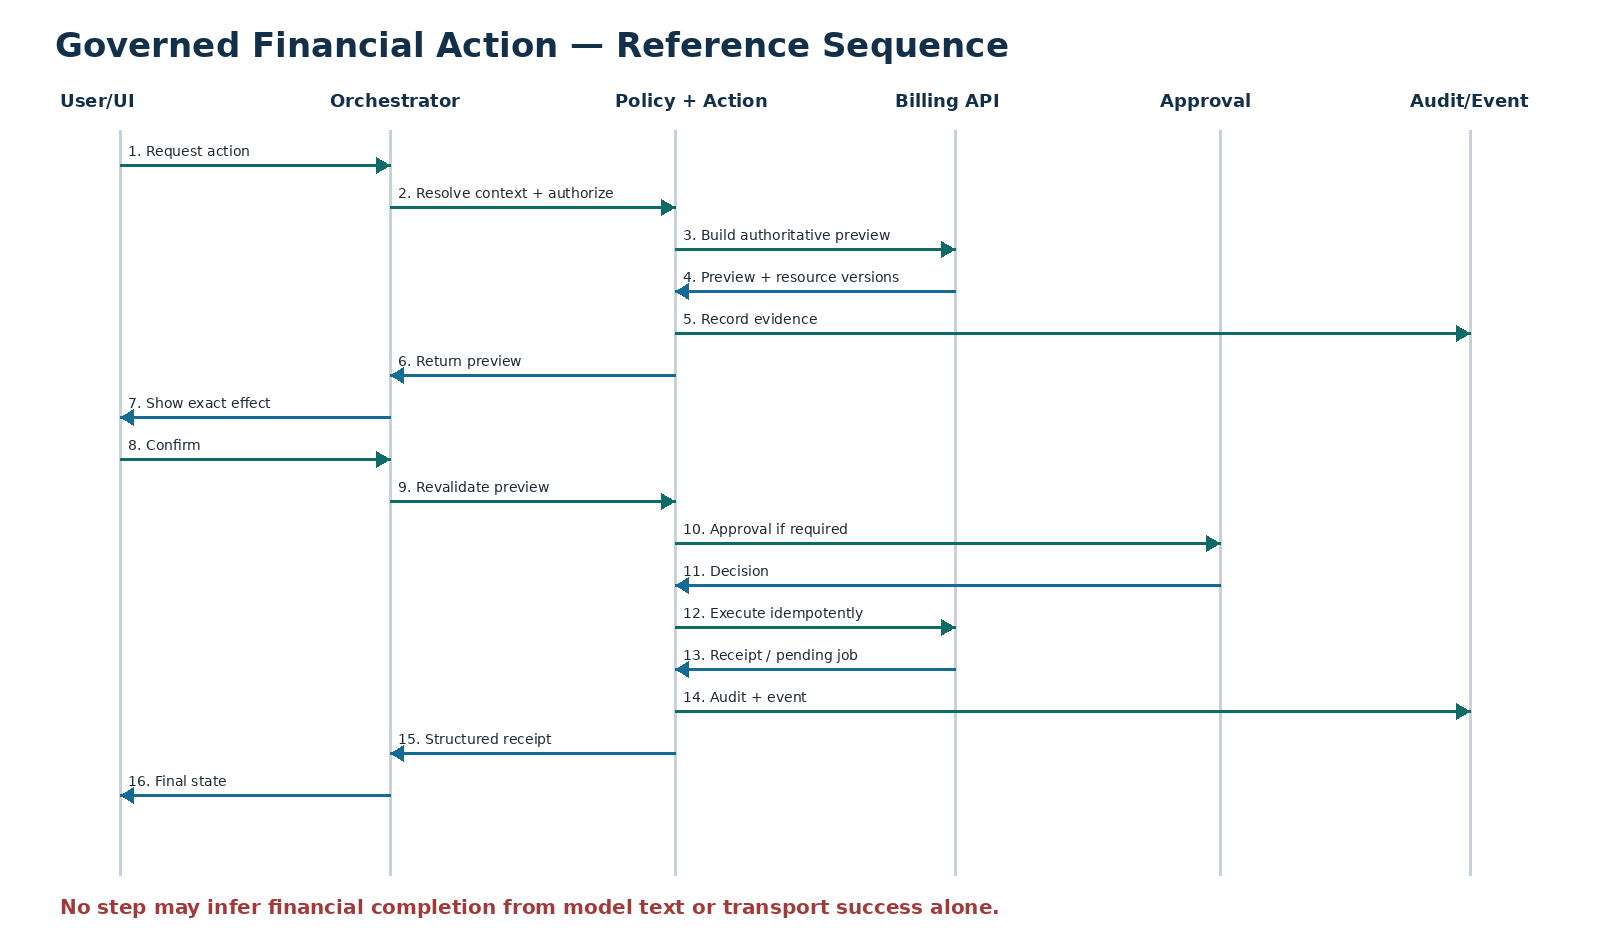 Governed Financial Action — Reference Sequence
User/UI
Orchestrator
Policy + Action
Billing API
Approval
Audit/Event
1. Request action
2. Resolve context + authorize
3. Build authoritative preview
4. Preview + resource versions
5. Record evidence
6. Return preview
7. Show exact effect
8. Confirm
9. Revalidate preview
10. Approval if required
11. Decision
12. Execute idempotently
13. Receipt / pending job
14. Audit + event
15. Structured receipt
16. Final state
No step may infer financial completion from model text or transport success alone.